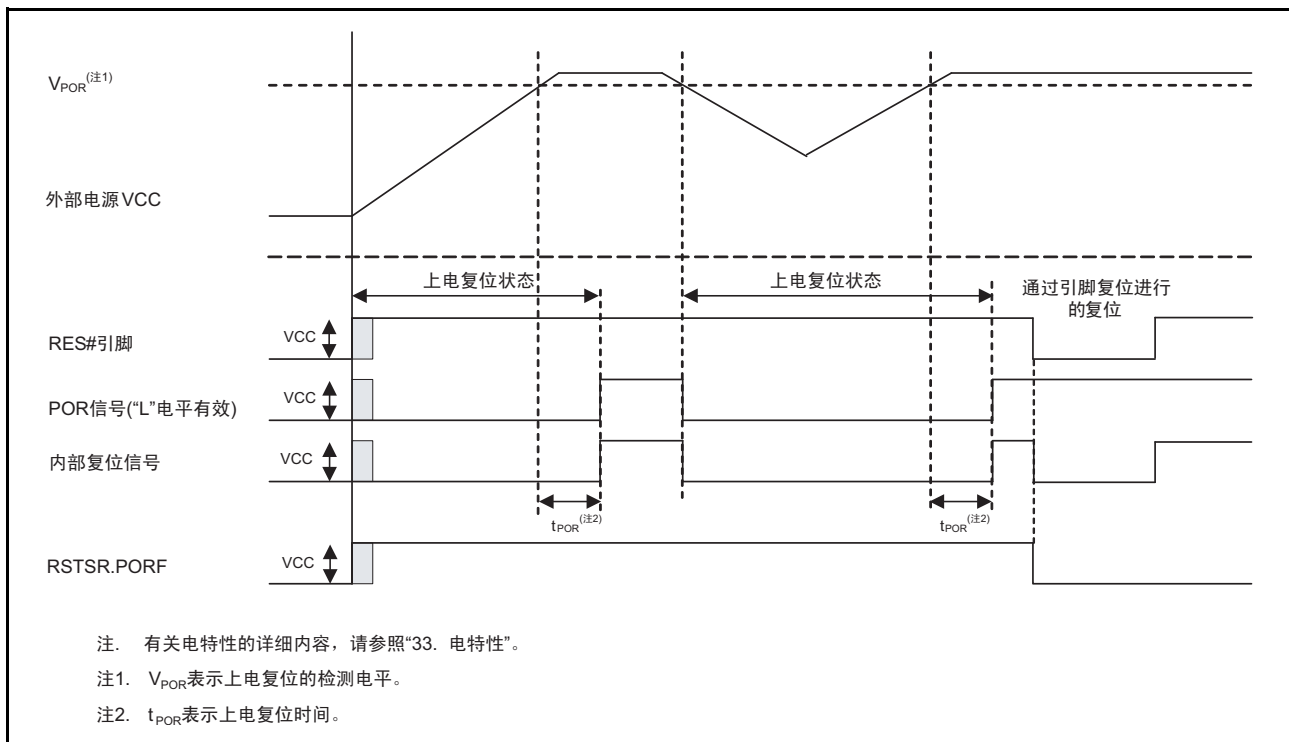 V_POR(注1)
外部电源VCC
上电复位状态
上电复位状态
通过引脚复位进行
的复位
RES#引脚
VCC
POR信号(“L”电平有效)
VCC
内部复位信号
VCC
t_POR(注2)
t_POR(注2)
RSTSR.PORF
VCC
注. 有关电特性的详细内容，请参照“33. 电特性”。
注1. V_POR表示上电复位的检测电平。
注2. t_POR表示上电复位时间。